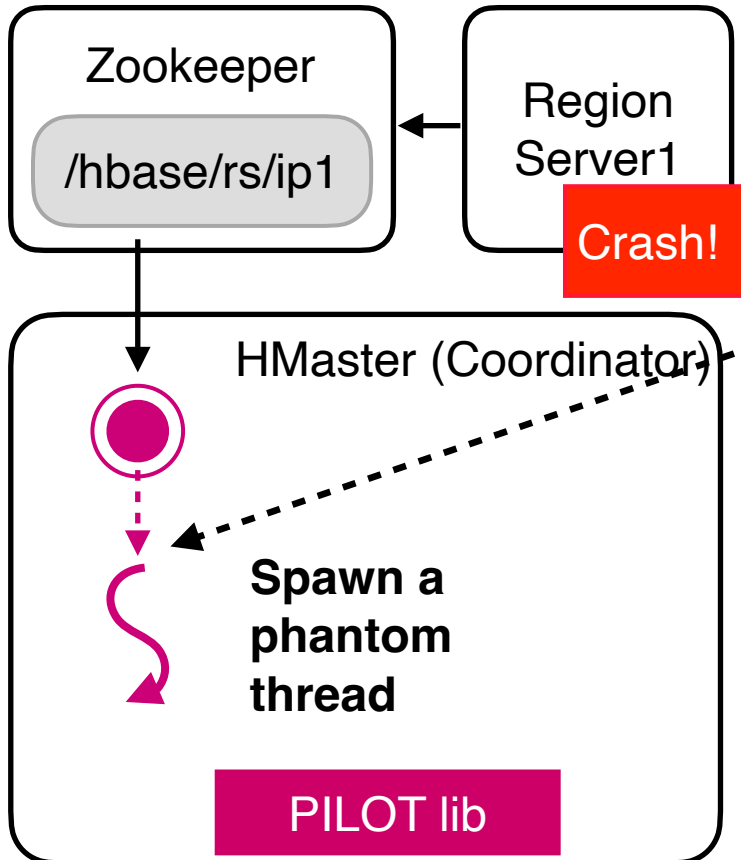 Zookeeper
/hbase/rs/ip1
Region
Server1
Crash!
HMaster (Coordinator)
Spawn a
phantom
thread
PILOT lib